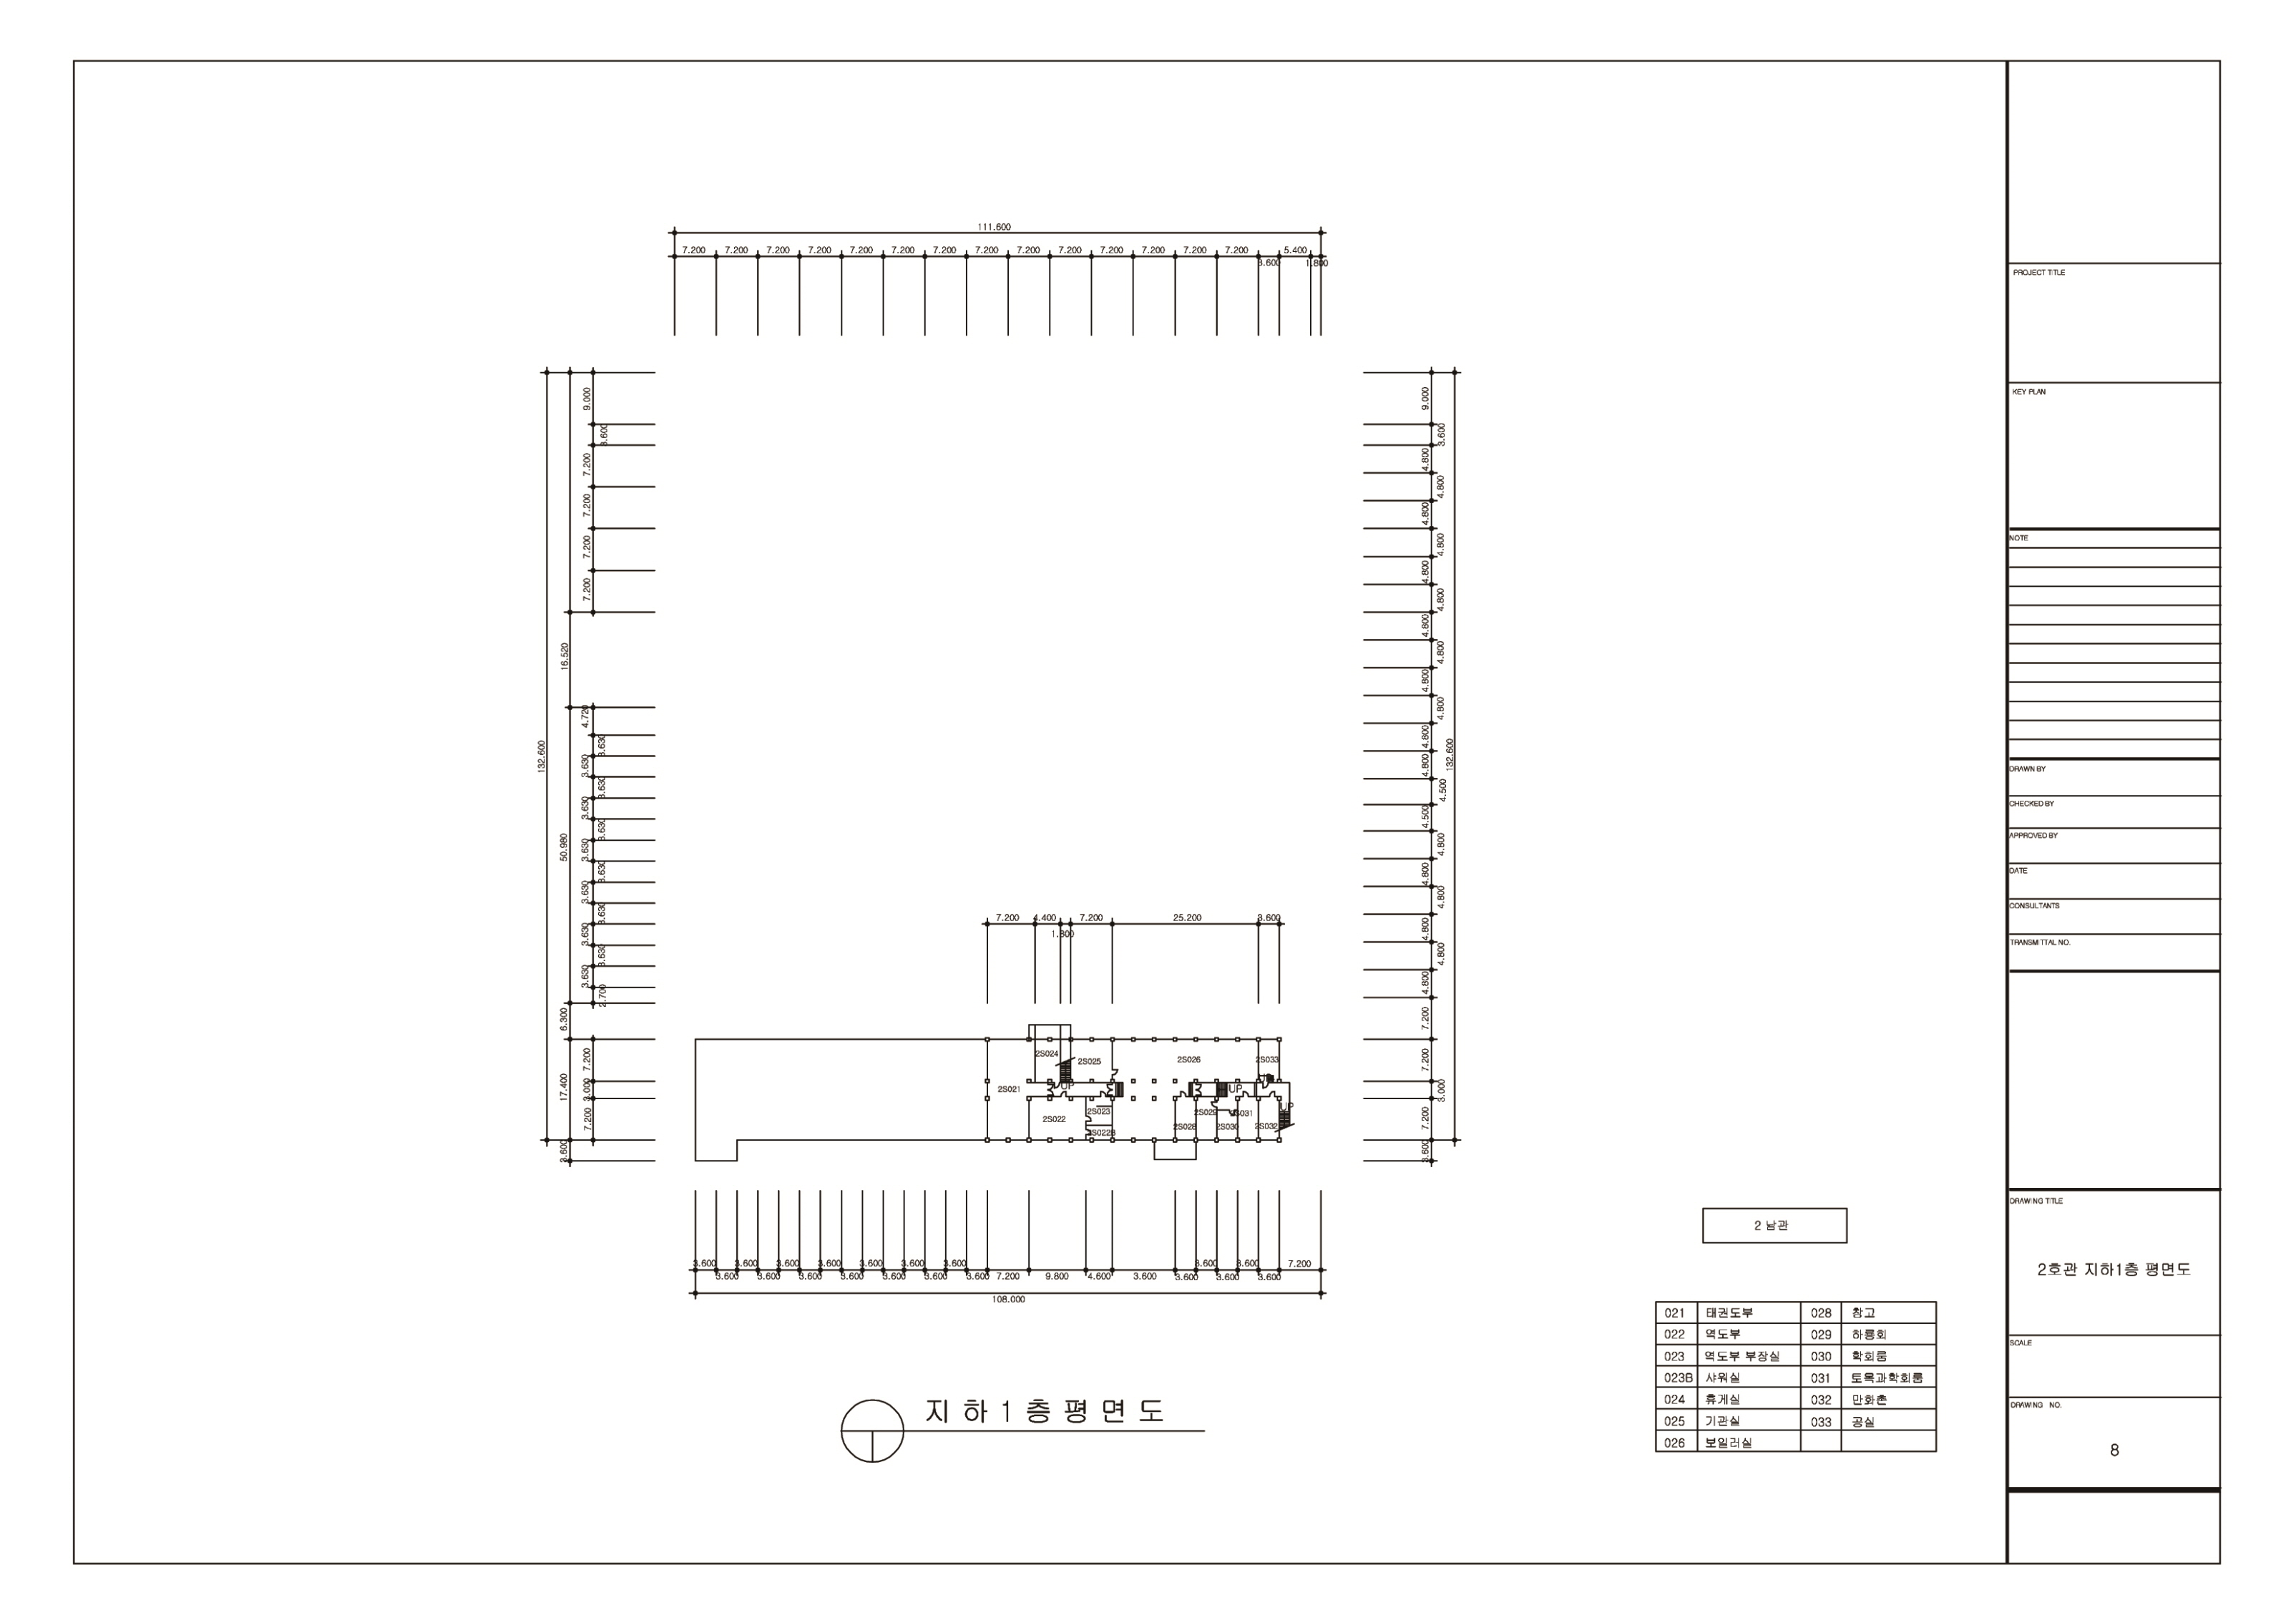 111.600
7.200 7.200 7.200 7.200 7.200 7.200 7.200 7.200 7.200 7.200 7.200 7.200 7.200 7.200 5.400
3.600 1.800
132.600
16.520
50.980
6.300
17.400
3.600
9.000
3.600
7.200
7.200
7.200
7.200
4.720
3.630
3.630
3.630
3.630
3.630
3.630
3.630
3.630
3.630
3.630
3.630
3.630
2.700
7.200
3.000
7.200
9.000
3.600
4.800
4.800
4.800
4.800
4.800
4.800
4.800
4.800
4.800
4.800
4.800
4.800
4.500
4.500
4.800
4.800
4.800
4.800
4.800
4.800
7.200
7.200
3.000
7.200
3.600
132.600
7.200 4.400 7.200 25.200 3.600
1.800
2S024
2S025
2S026
2S033
2S021
UP
UP
UP
2S022
2S023
2S022B
2S029
2S031
2S028
2S030
2S032
3.600 3.600 3.600 3.600 3.600 3.600 3.600 3.600 3.600 7.200
3.600 3.600 3.600 3.600 3.600 3.600 3.600 7.200 9.800 4.600 3.600 3.600 3.600 3.600
108.000
지하1층평면도
2 남관
021 태권도부 028 참고
022 역도부 029 하룡회
023 역도부 부장실 030 학회룸
023B 샤워실 031 토목과학회룸
024 휴게실 032 만화촌
025 기관실 033 공실
026 보일러실
PROJECT TITLE
KEY PLAN
NOTE
DRAWN BY
CHECKED BY
APPROVED BY
DATE
CONSULTANTS
TRANSMITTAL NO.
DRAWING TITLE
2호관 지하1층 평면도
SCALE
DRAWING NO.
8